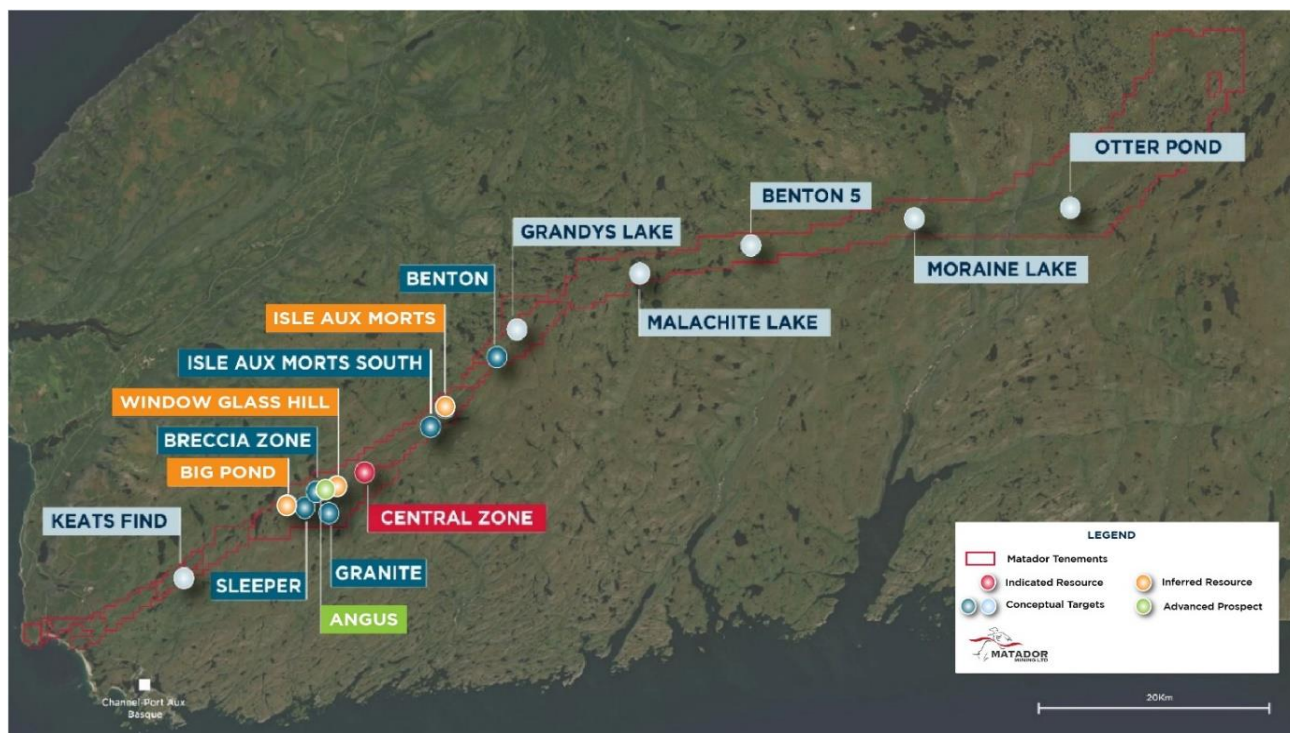 OTTER POND
BENTON 5
GRANDYS LAKE
MORAINE LAKE
BENTON
MALACHITE LAKE
ISLE AUX MORTS
ISLE AUX MORTS SOUTH
WINDOW GLASS HILL
BRECCIA ZONE
BIG POND
KEATS FIND
CENTRAL ZONE
SLEEPER
GRANITE
ANGUS
Channel-Port Aux
Basque
LEGEND
Matador Tenements
Indicated Resource
Inferred Resource
Conceptual Targets
Advanced Prospect
MATADOR
MINING LTD
20Km